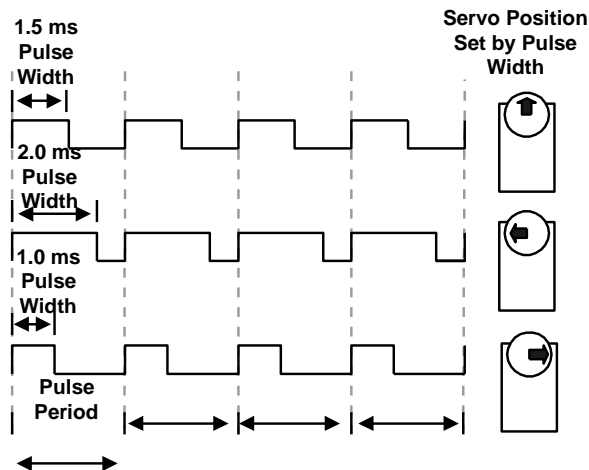 1.5 ms
Pulse
Width
Servo Position
Set by Pulse
Width
2.0 ms
Pulse
Width
1.0 ms
Pulse
Width
Pulse
Period